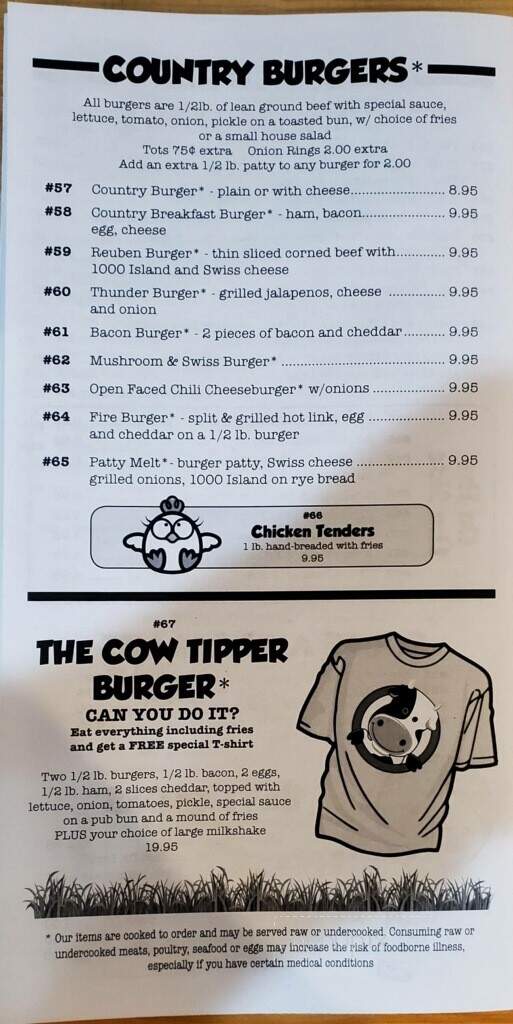 COUNTRY BURGERS*
All burgers are 1/2lb. of lean ground beef with special sauce,
lettuce, tomato, onion, pickle on a toasted bun, w/ choice of fries
or a small house salad
Tots 75¢ extra Onion Rings 2.00 extra
Add an extra 1/2 lb. patty to any burger for 2.00
#57 Country Burger* - plain or with cheese........................ 8.95
#58 Country Breakfast Burger* - ham, bacon..................... 9.95
egg, cheese
#59 Reuben Burger* - thin sliced corned beef with............ 9.95
1000 Island and Swiss cheese
#60 Thunder Burger* - grilled jalapenos, cheese .............. 9.95
and onion
#61 Bacon Burger* - 2 pieces of bacon and cheddar........... 9.95
#62 Mushroom & Swiss Burger* .......................................... 9.95
#63 Open Faced Chili Cheeseburger* w/onions ................... 9.95
#64 Fire Burger* - split & grilled hot link, egg .................... 9.95
and cheddar on a 1/2 lb. burger
#65 Patty Melt*- burger patty, Swiss cheese ...................... 9.95
grilled onions, 1000 Island on rye bread
#66
Chicken Tenders
1 lb. hand-breaded with fries
9.95
#67
THE COW TIPPER
BURGER*
CAN YOU DO IT?
Eat everything including fries
and get a FREE special T-shirt
Two 1/2 lb. burgers, 1/2 lb. bacon, 2 eggs,
1/2 lb. ham, 2 slices cheddar, topped with
lettuce, onion, tomatoes, pickle, special sauce
on a pub bun and a mound of fries
PLUS your choice of large milkshake
19.95
* Our items are cooked to order and may be served raw or undercooked. Consuming raw or
undercooked meats, poultry, seafood or eggs may increase the risk of foodborne illness,
especially if you have certain medical conditions